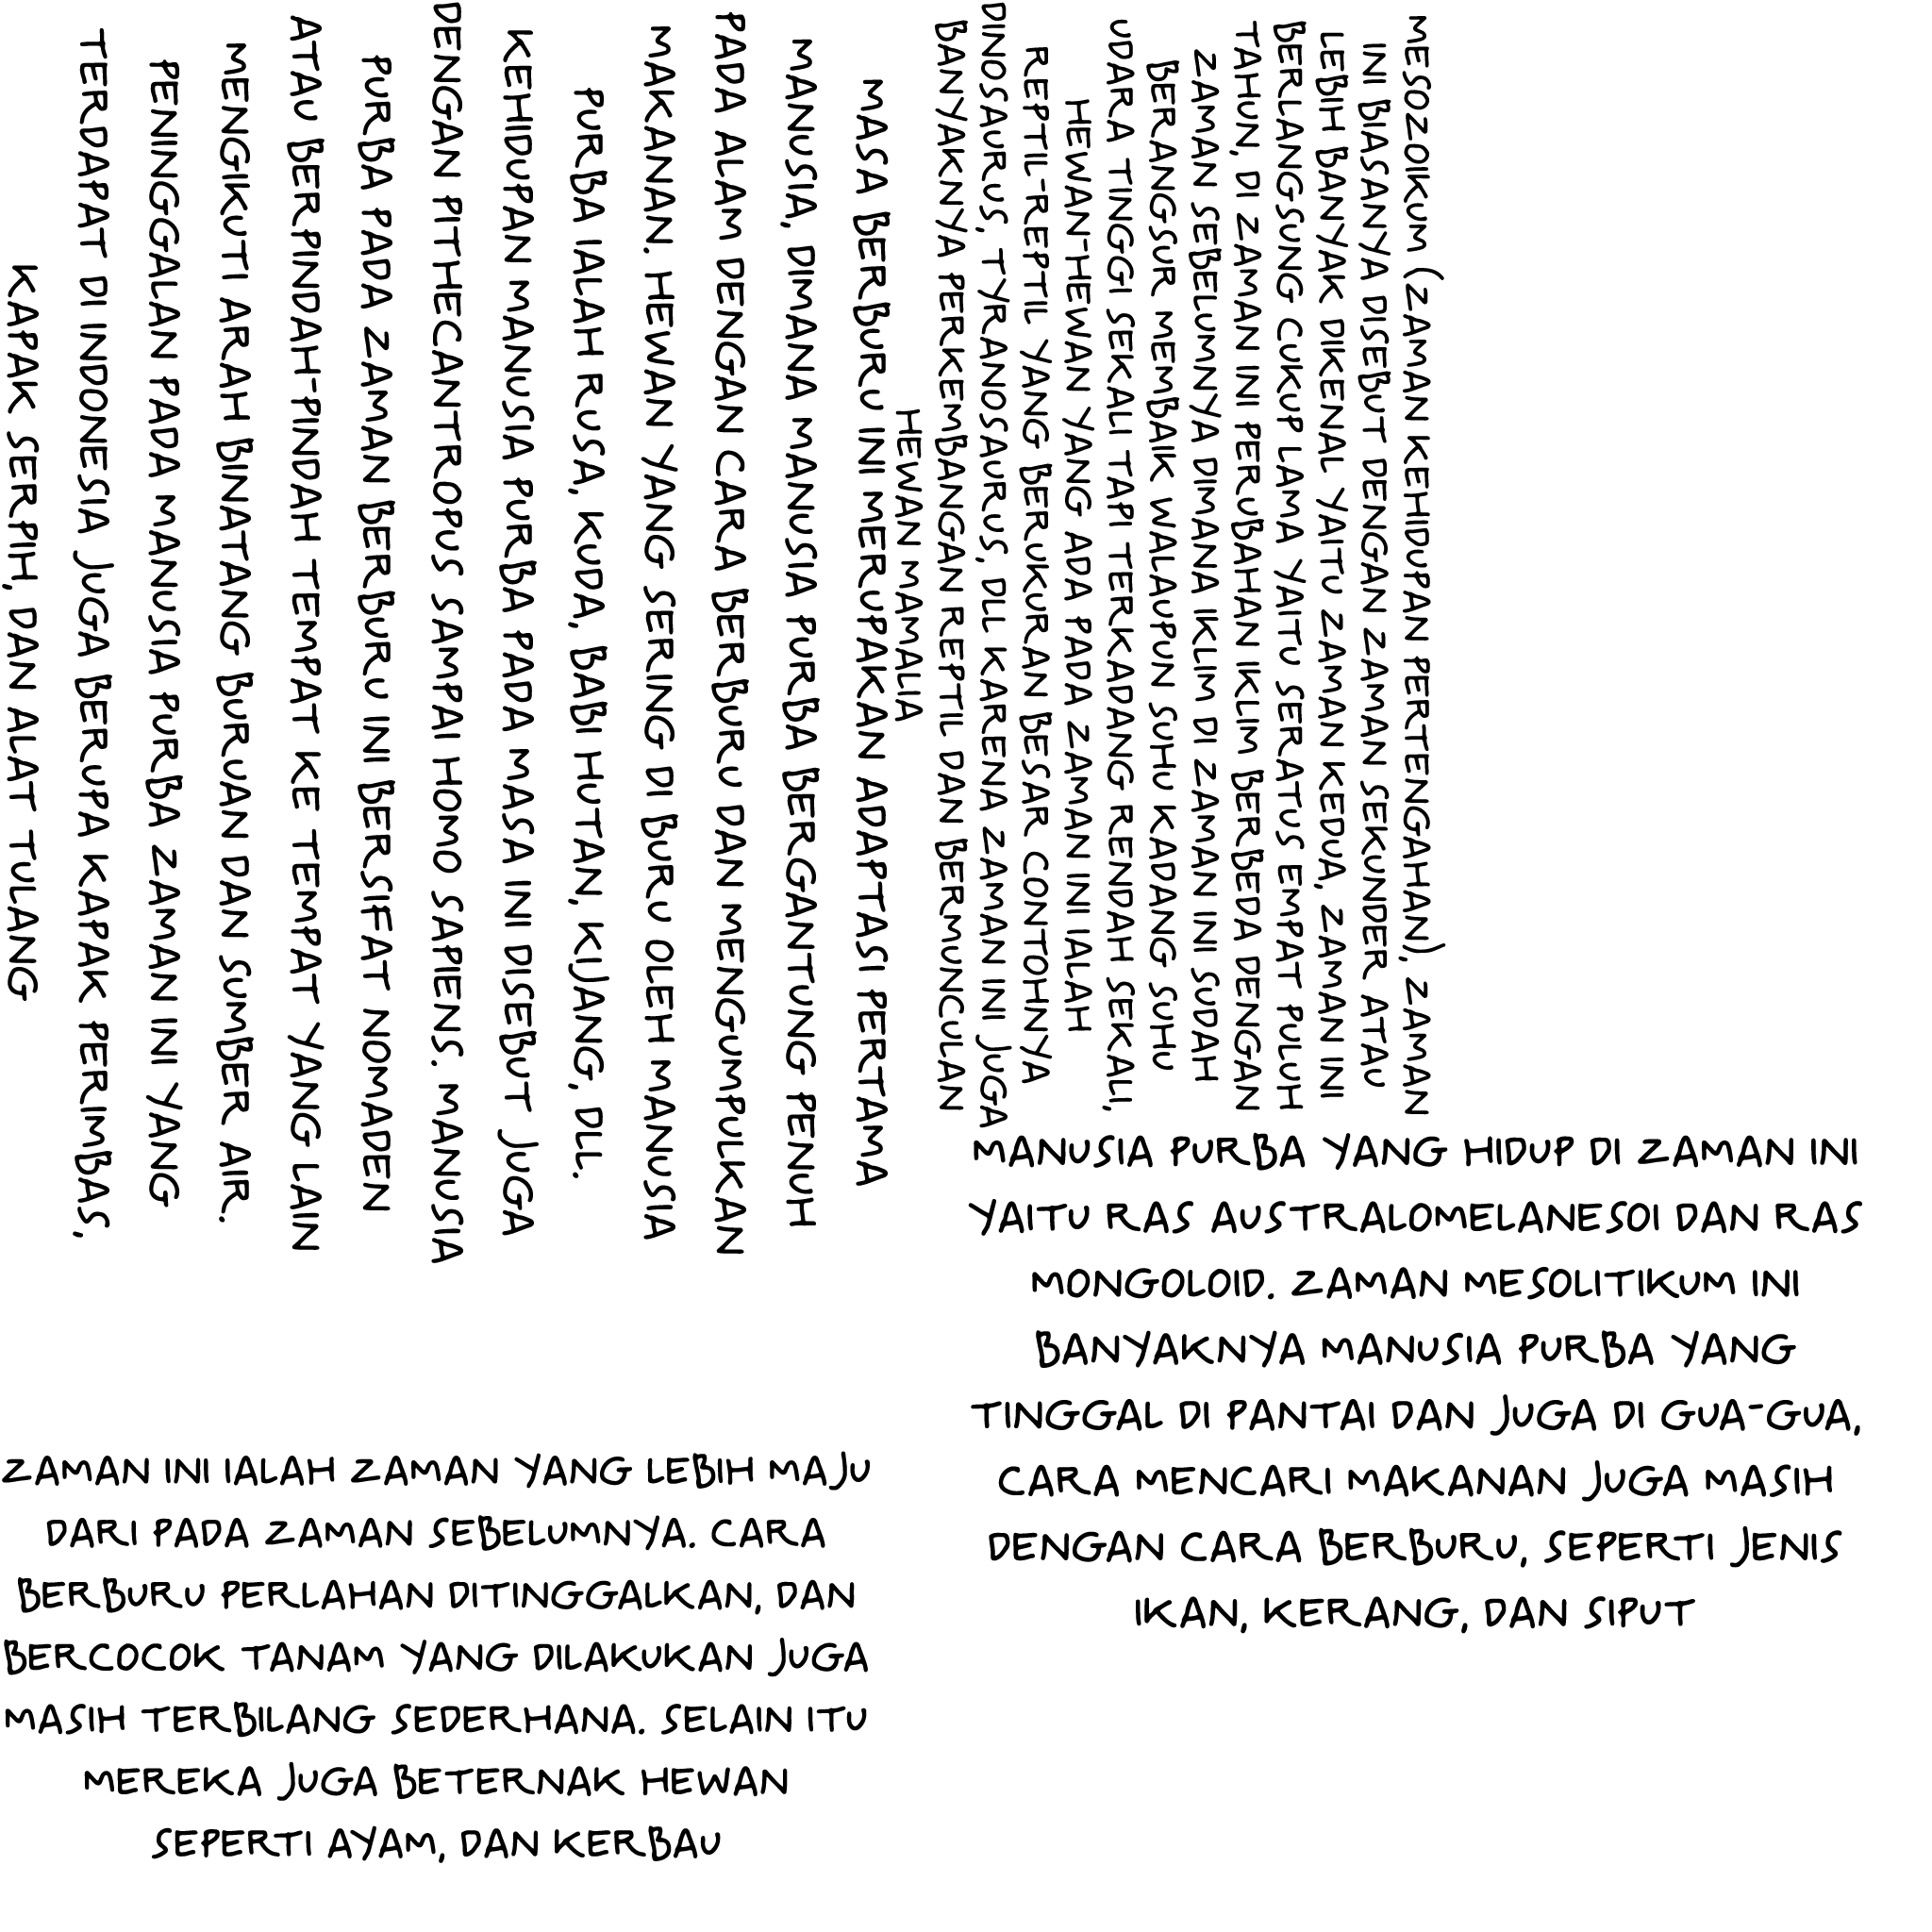 MESOZOIKUM (ZAMAN KEHIDUPAN PERTENGAHAN), ZAMAN
INI BIASANYA DISEBUT DENGAN ZAMAN SEKUNDER ATAU
LEBIH BANYAK DIKENAL YAITU ZAMAN KEDUA, ZAMAN INI
BERLANGSUNG CUKUP LAMA YAITU SERATUS EMPAT PULUH
TAHUN, DI ZAMAN INI PERUBAHAN IKLIM BERBEDA DENGAN
ZAMAN SEBELUMNYA DIMANA IKLIM DI ZAMAN INI SUDAH
BERANGSUR MEMBAIK WALAUPUN SUHU KADANG SUHU
UDARA TINGGI SEKALI TAPI TERKADANG RENDAH SEKALI,
HEWAN-HEWAN YANG ADA PADA ZAMAN INI IALAH
REPTIL-REPTIL YANG BERUKURAN BESAR CONTOHNYA
DINOSAURUS, TYRANOSAURUS, DLL KARENA ZAMAN INI JUGA
BANYAKNYA PERKEMBANGAN REPTIL DAN BERMUNCULAN
HEWAN MAMALIA
MASA BERBURU INI MERUPAKAN ADAPTASI PERTAMA
MANUSIA, DIMANA MANUSIA PURBA BERGANTUNG PENUH
PADA ALAM DENGAN CARA BERBURU DAN MENGUMPULKAN
MAKANAN. HEWAN YANG SERING DI BURU OLEH MANUSIA
PURBA IALAH RUSA, KUDA, BABI HUTAN, KIJANG, DLL.
KEHIDUPAN MANUSIA PURBA PADA MASA INI DISEBUT JUGA
DENGAN PITHECANTROPUS SAMPAI HOMO SAPIENS. MANUSIA
PURBA PADA ZAMAN BERBURU INI BERSIFAT NOMADEN
ATAU BERPINDAH-PINDAH TEMPAT KE TEMPAT YANG LAIN
MENGIKUTI ARAH BINATANG BURUAN DAN SUMBER AIR.
PENINGGALAN PADA MANUSIA PURBA ZAMAN INI YANG
TERDAPAT DI INDONESIA JUGA BERUPA KAPAK PERIMBAS,
KAPAK SERPIH, DAN ALAT TULANG
MANUSIA PURBA YANG HIDUP DI ZAMAN INI
YAITU RAS AUSTRALOMELANESOI DAN RAS
MONGOLOID. ZAMAN MESOLITIKUM INI
BANYAKNYA MANUSIA PURBA YANG
TINGGAL DI PANTAI DAN JUGA DI GUA-GUA,
CARA MENCARI MAKANAN JUGA MASIH
DENGAN CARA BERBURU, SEPERTI JENIS
IKAN, KERANG, DAN SIPUT
ZAMAN INI IALAH ZAMAN YANG LEBIH MAJU
DARI PADA ZAMAN SEBELUMNYA. CARA
BERBURU PERLAHAN DITINGGALKAN, DAN
BERCOCOK TANAM YANG DILAKUKAN JUGA
MASIH TERBILANG SEDERHANA. SELAIN ITU
MEREKA JUGA BETERNAK HEWAN
SEPERTI AYAM, DAN KERBAU